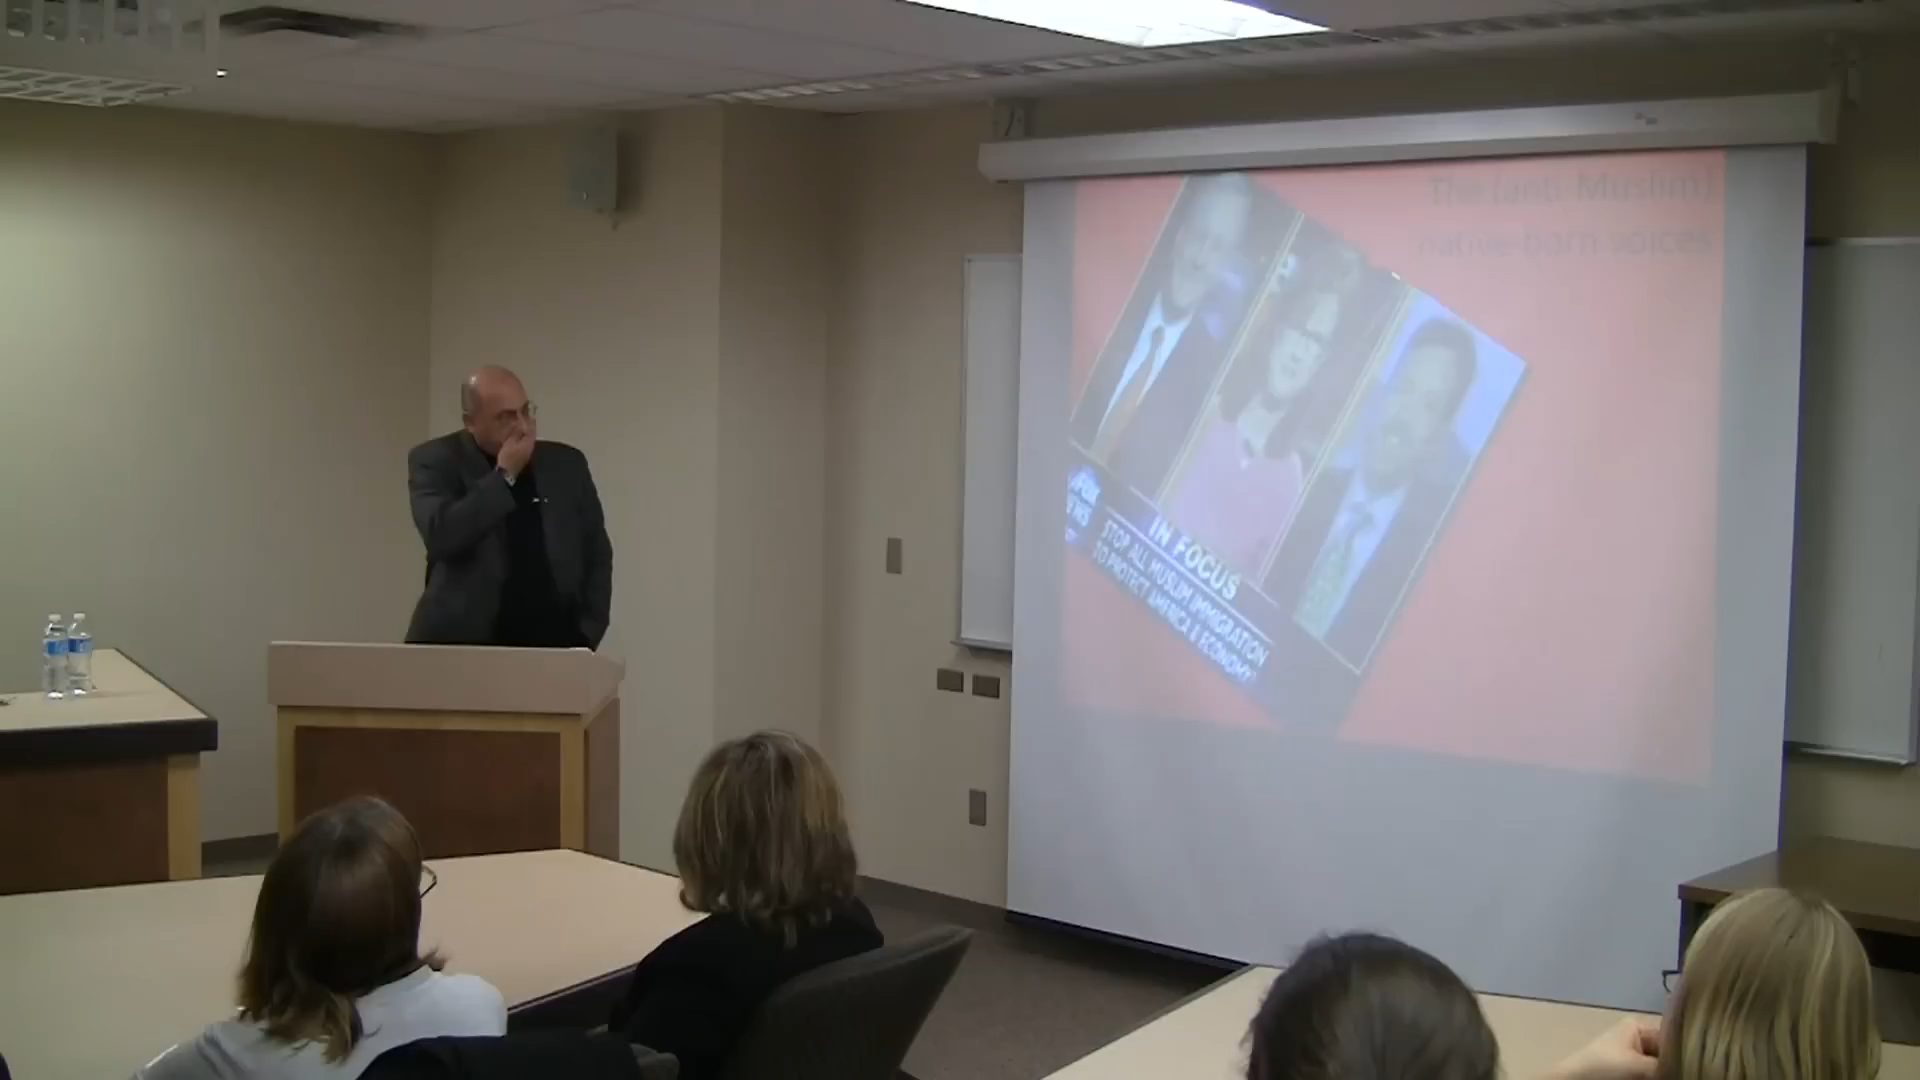 The (anti-Muslim)
native-born voices
IN FOCUS
STOP ALL MUSLIM IMMIGRATION
TO PROTECT AMERICA & ECONOMY?